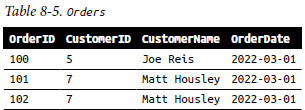 Table 8-5. Orders
OrderID CustomerID CustomerName OrderDate
100 5 Joe Reis 2022-03-01
101 7 Matt Housley 2022-03-01
102 7 Matt Housley 2022-03-01